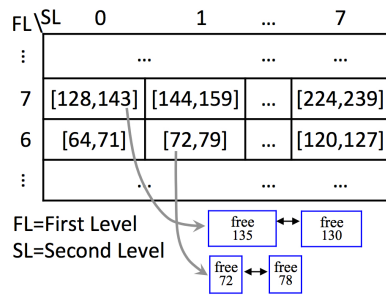 FL\SL 0 1 ... 7
⋮ ... ... ...
7 [128,143] [144,159] ... [224,239]
6 [64,71] [72,79] ... [120,127]
⋮ ... ... ...
FL=First Level
SL=Second Level
free
135
free
130
free
72
free
78